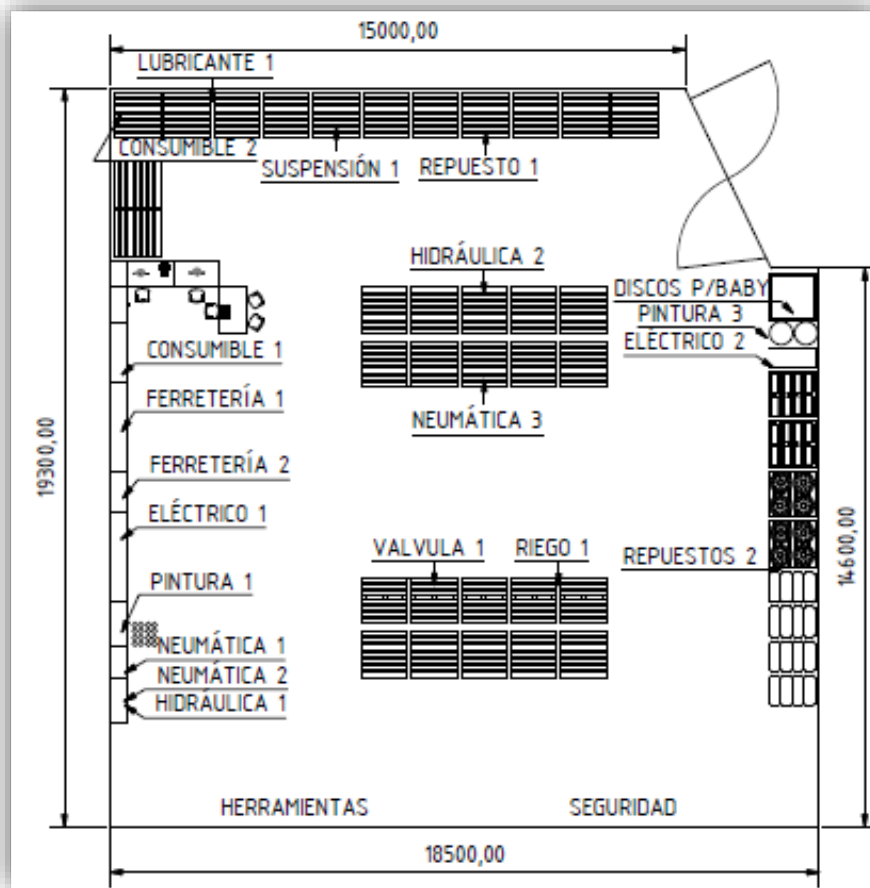 15000,00
LUBRICANTE 1
CONSUMIBLE 2
SUSPENSIÓN 1
REPUESTO 1
HIDRÁULICA 2
DISCOS P/BABY
PINTURA 3
ELÉCTRICO 2
CONSUMIBLE 1
FERRETERÍA 1
NEUMÁTICA 3
19300,00
FERRETERÍA 2
ELÉCTRICO 1
VALVULA 1
RIEGO 1
REPUESTOS 2
14600,00
PINTURA 1
NEUMÁTICA 1
NEUMÁTICA 2
HIDRÁULICA 1
HERRAMIENTAS
SEGURIDAD
18500,00